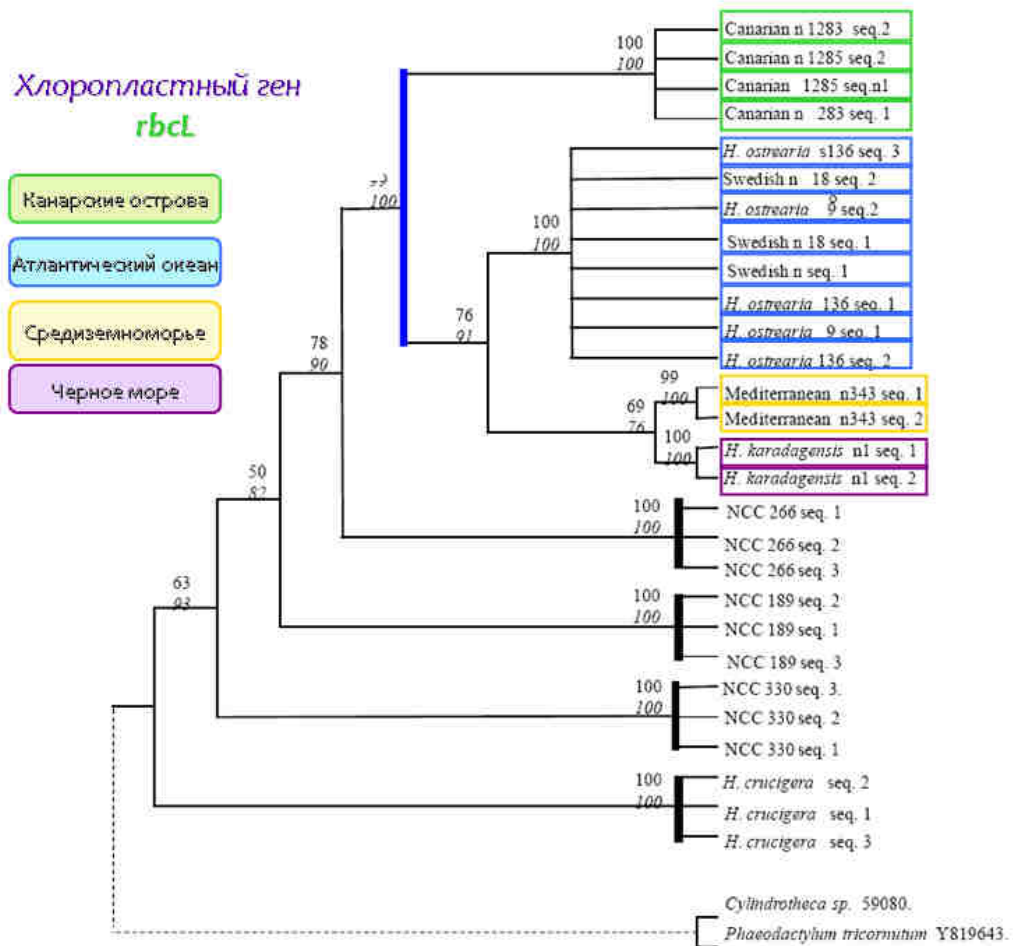 Хлоропластный ген
rbcL
Канарские острова
Атлантический океан
Средиземноморье
Черное море
Canarian n 1283 seq.2
100
100
Canarian n 1285 seq.2
Canarian 1285 seq.n1
Canarian n 283 seq. 1
H. ostrearia s136 seq. 3
Swedish n 18 seq. 2
100
H. ostrearia 9 seq.2
8
100
100
Swedish n 18 seq. 1
Swedish n seq. 1
H. ostrearia 136 seq. 1
76
91
H. ostrearia 9 seq. 1
H. ostrearia 136 seq. 2
78
90
99
100
Mediterranean n343 seq. 1
Mediterranean n343 seq. 2
69
76
100
100
H. karadagensis n1 seq. 1
H. karadagensis n1 seq. 2
50
82
100
100
NCC 266 seq. 1
NCC 266 seq. 2
NCC 266 seq. 3
63
93
100
100
NCC 189 seq. 2
NCC 189 seq. 1
NCC 189 seq. 3
100
100
NCC 330 seq. 3.
NCC 330 seq. 2
NCC 330 seq. 1
100
100
H. crucigera seq. 2
H. crucigera seq. 1
H. crucigera seq. 3
Cylindrotheca sp. 59080.
Phaeodactylum tricornutum Y819643.